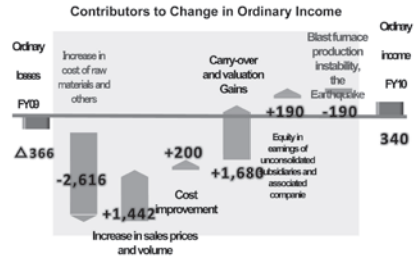 Contributors to Change in Ordinary Income
Ordinary
losses
FY09
△366
Increase in
cost of raw
materials and
others
-2,616
+1,442
Increase in sales prices
and volume
+200
Cost
improvement
Carry-over
and valuation
Gains
+1,680
+190
Equity in
earnings of
unconsolidated
subsidiaries and
associated
companie
Blast furnace
production
instability,
the
Earthquake
-190
Ordinary
income
FY10
340